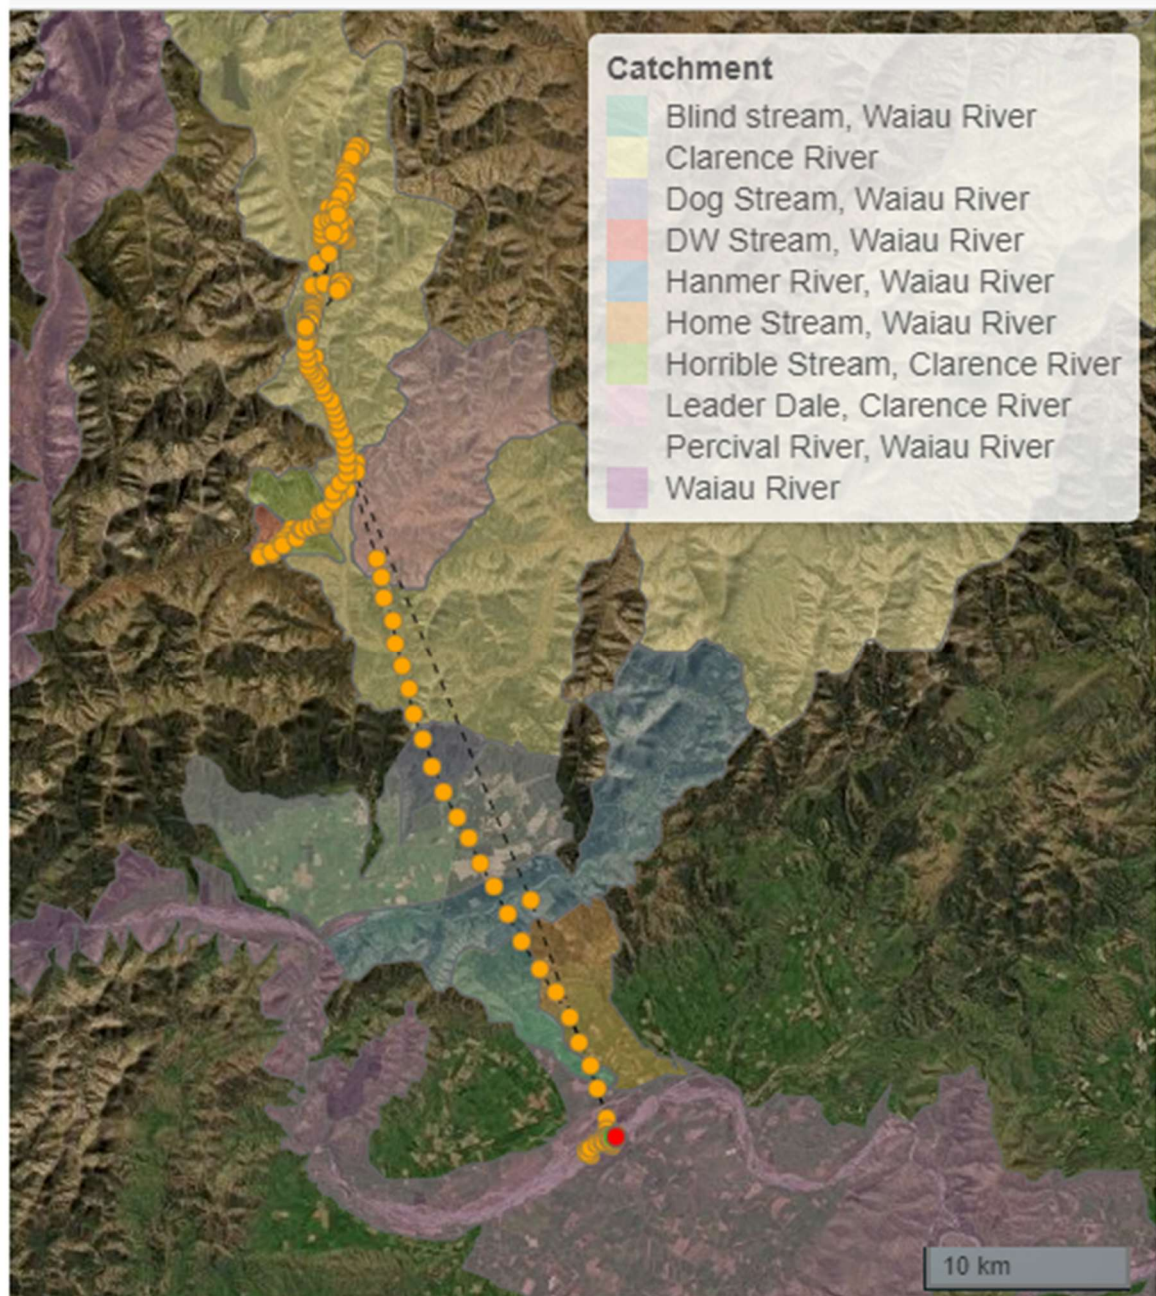 Catchment
Blind stream, Waiau River
Clarence River
Dog Stream, Waiau River
DW Stream, Waiau River
Hanmer River, Waiau River
Home Stream, Waiau River
Horrible Stream, Clarence River
Leader Dale, Clarence River
Percival River, Waiau River
Waiau River
10 km